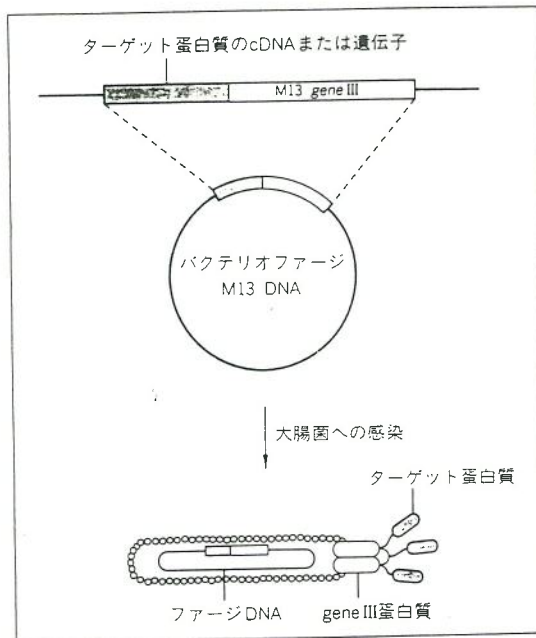 ターゲット蛋白質のcDNAまたは遺伝子
M13 gene III
バクテリオファージ
M13 DNA
大腸菌への感染
ターゲット蛋白質
ファージDNA
gene III蛋白質